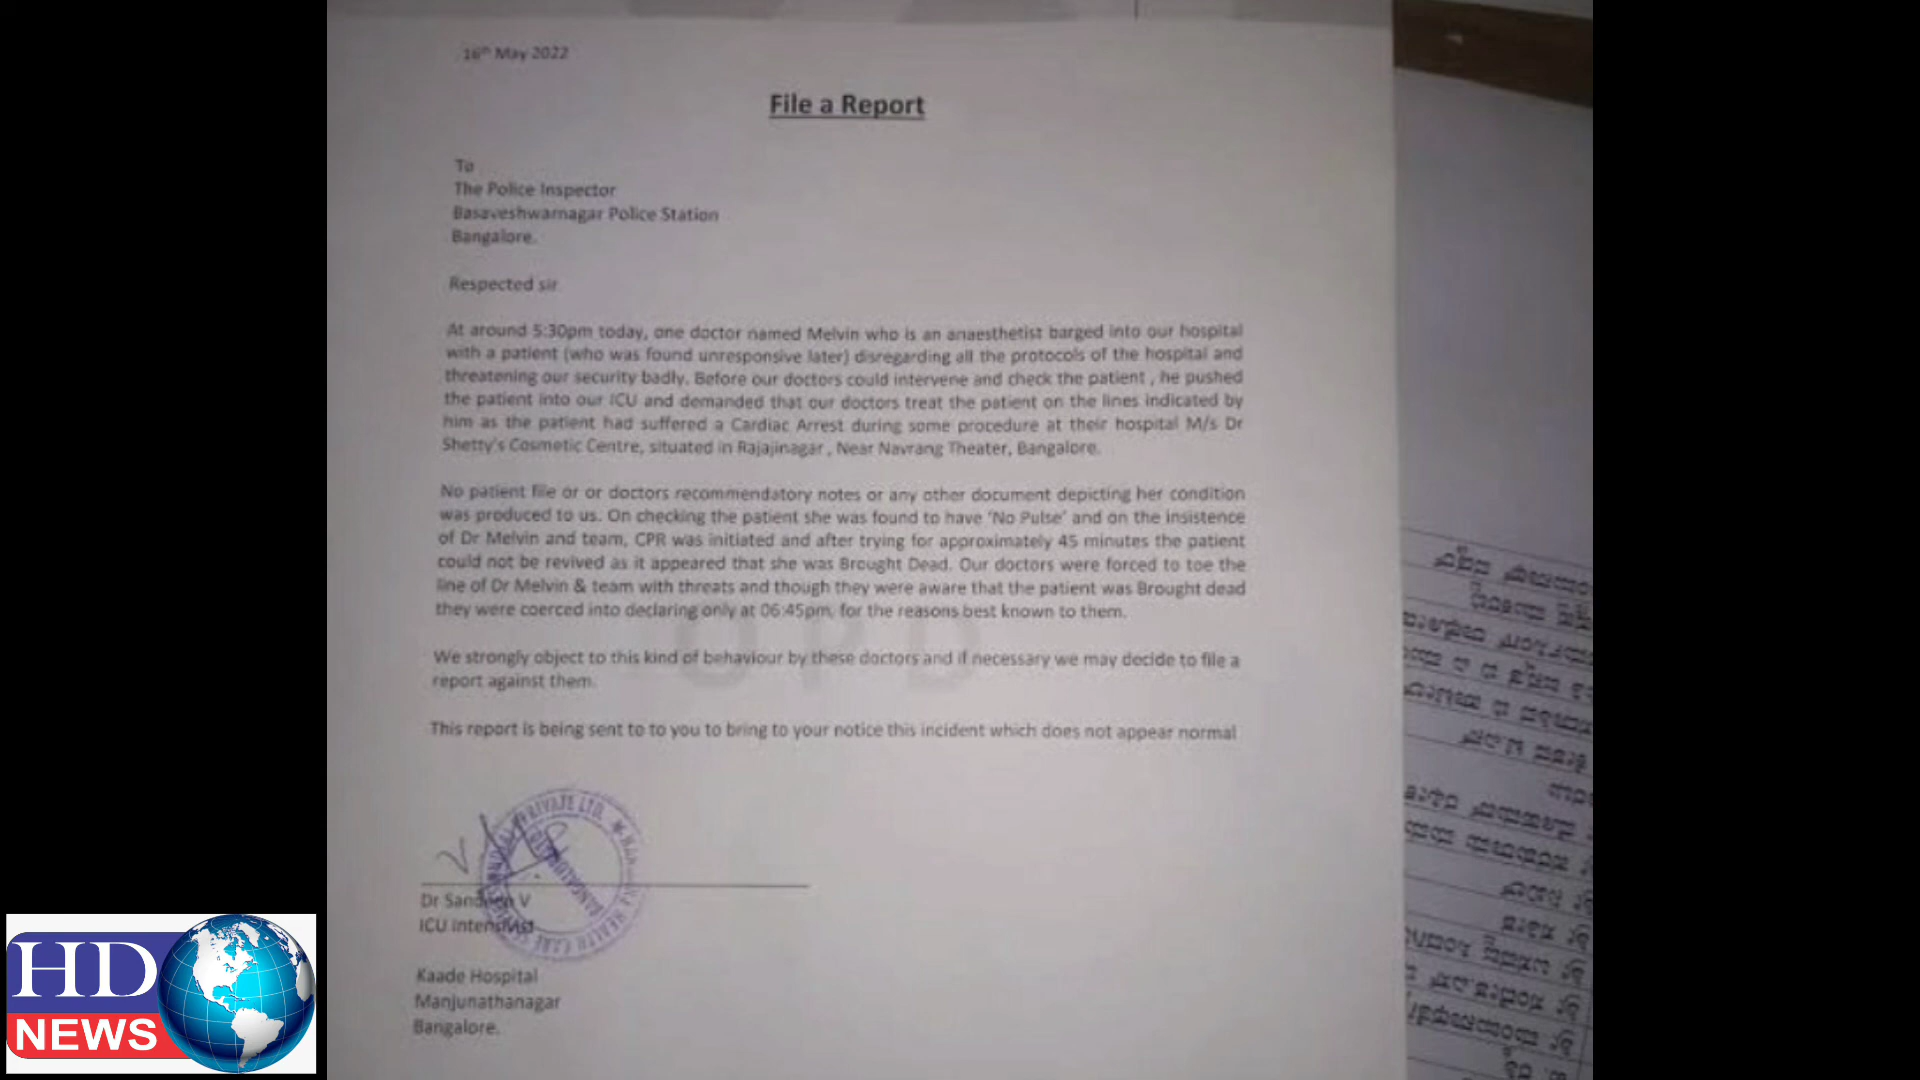 16th May 2022
File a Report
To
The Police Inspector
Basaveshwarnagar Police Station
Bangalore.
Respected sir
At around 5:30pm today, one doctor named Melvin who is an anaesthetist barged into our hospital
with a patient (who was found unresponsive later) disregarding all the protocols of the hospital and
threatening our security badly. Before our doctors could intervene and check the patient , he pushed
the patient into our ICU and demanded that our doctors treat the patient on the lines indicated by
him as the patient had suffered a Cardiac Arrest during some procedure at their hospital M/s Dr
Shetty's Cosmetic Centre, situated in Rajajinagar , Near Navrang Theater, Bangalore.
No patient file or or doctors recommendatory notes or any other document depicting her condition
was produced to us. On checking the patient she was found to have 'No Pulse' and on the insistence
of Dr Melvin and team, CPR was initiated and after trying for approximately 45 minutes the patient
could not be revived as it appeared that she was Brought Dead. Our doctors were forced to toe the
line of Dr Melvin & team with threats and though they were aware that the patient was Brought dead
they were coerced into declaring only at 06:45pm, for the reasons best known to them.
OPD
We strongly object to this kind of behaviour by these doctors and if necessary we may decide to file a
report against them.
This report is being sent to to you to bring to your notice this incident which does not appear normal
PRIVATE LTD.
HEALTH CARE
BANGALORE
Dr Sandeep V
ICU Intensivist
Kaade Hospital
Manjunathanagar
Bangalore.
HD
NEWS